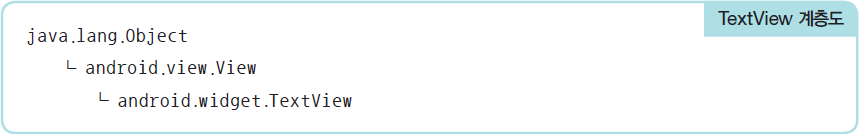 TextView 계층도
java.lang.Object
└ android.view.View
└ android.widget.TextView